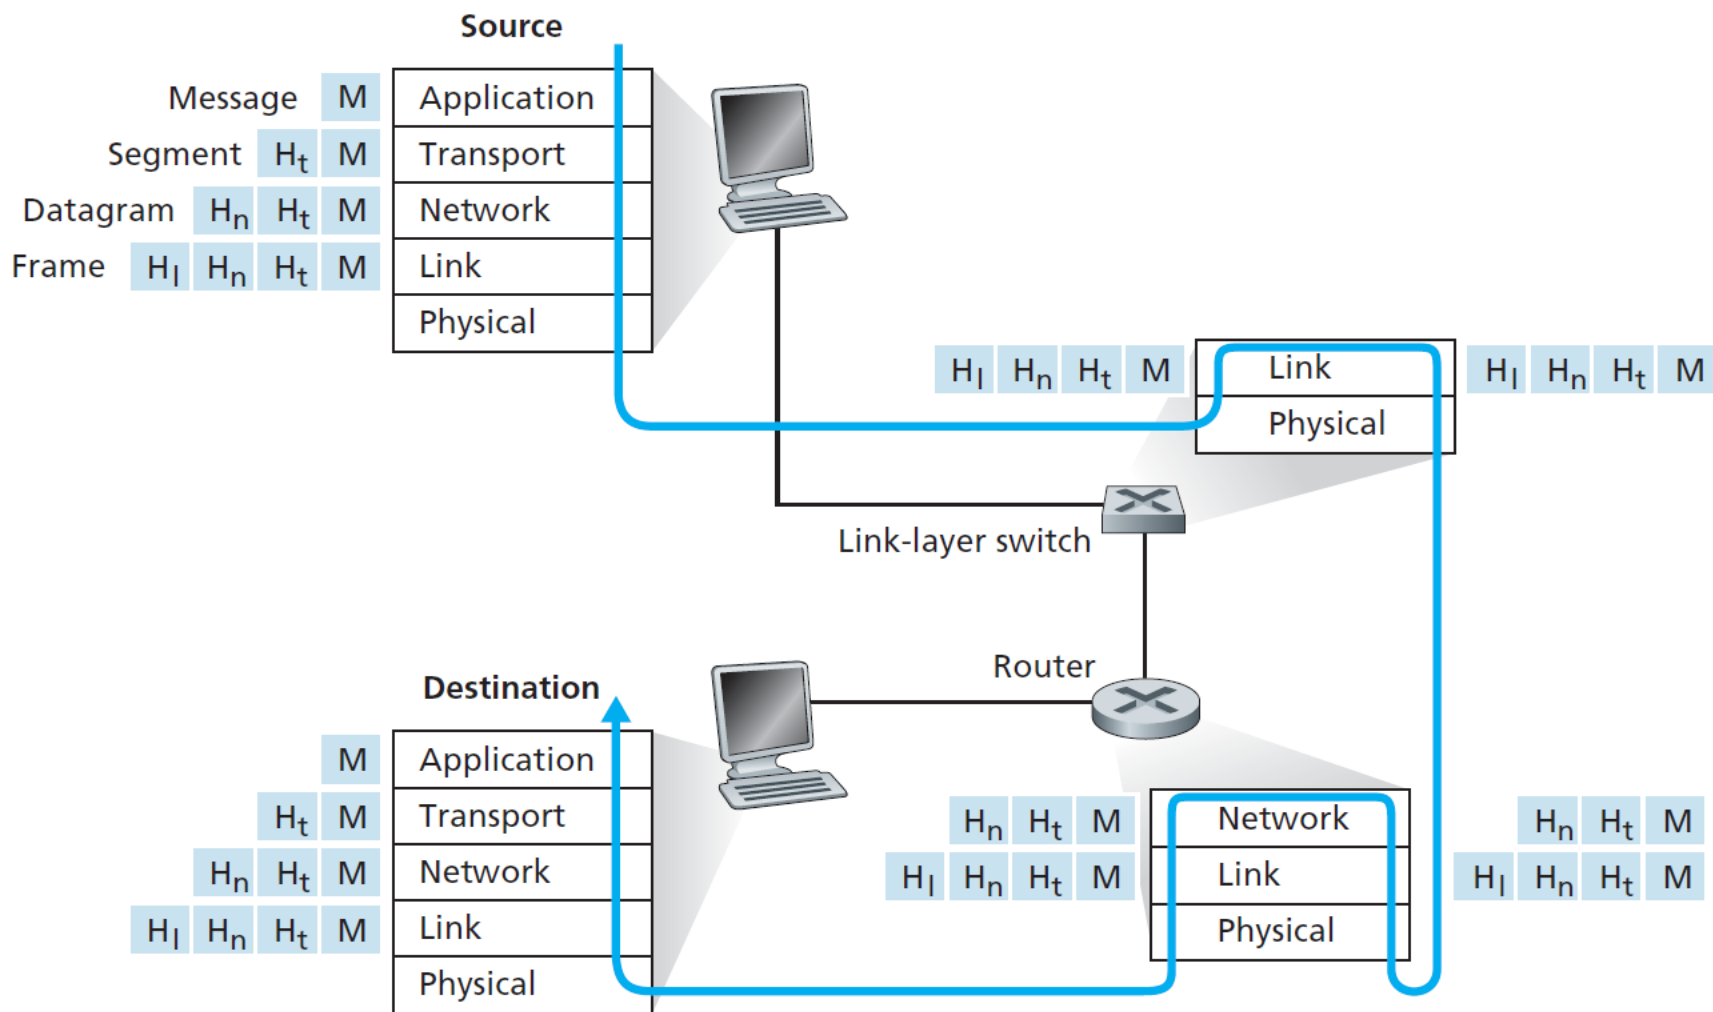 Source
Message M Application
Segment Ht M Transport
Datagram Hn Ht M Network
Frame Hl Hn Ht M Link
Physical
Hl Hn Ht M Link Hl Hn Ht M
Physical
Link-layer switch
Router
Destination
M Application
Ht M Transport
Hn Ht M Network
Hl Hn Ht M Link
Physical
Hn Ht M Network Hn Ht M
Hl Hn Ht M Link Hl Hn Ht M
Physical